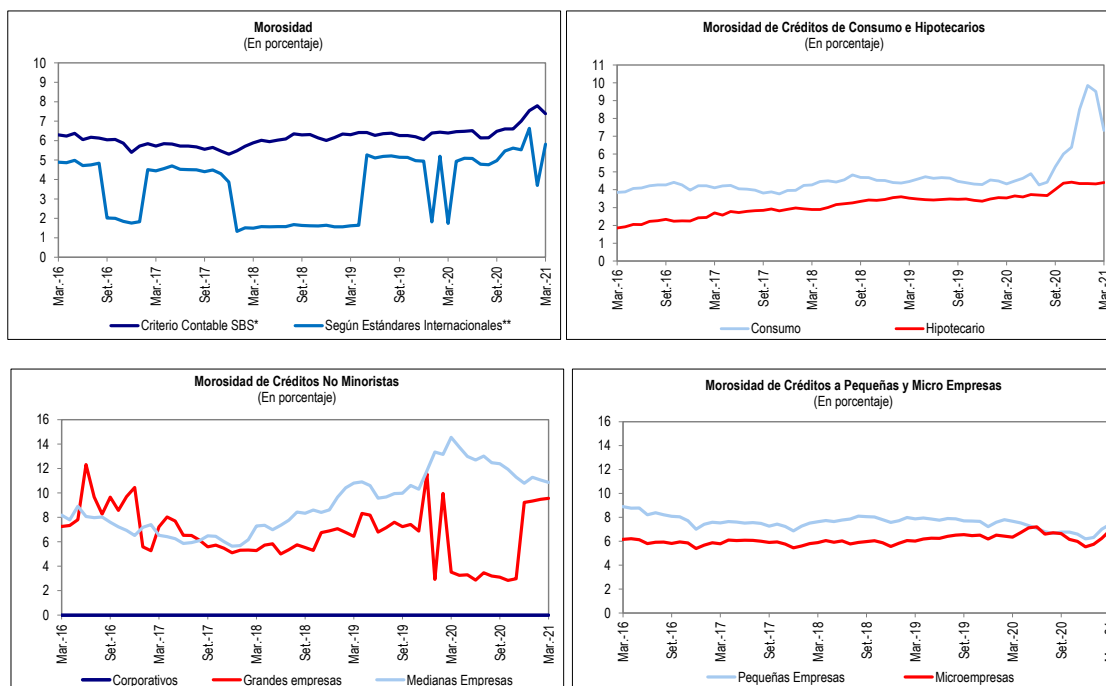 Morosidad
(En porcentaje)
10
9
8
7
6
5
4
3
2
1
0
Mar.-16
Set.-16
Mar.-17
Set.-17
Mar.-18
Set.-18
Mar.-19
Set.-19
Mar.-20
Set.-20
Mar.-21
Criterio Contable SBS*
Según Estándares Internacionales**
Morosidad de Créditos de Consumo e Hipotecarios
(En porcentaje)
11
10
9
8
7
6
5
4
3
2
1
0
Mar.-16
Set.-16
Mar.-17
Set.-17
Mar.-18
Set.-18
Mar.-19
Set.-19
Mar.-20
Set.-20
Mar.-21
Consumo
Hipotecario
Morosidad de Créditos No Minoristas
(En porcentaje)
16
14
12
10
8
6
4
2
0
Mar.-16
Set.-16
Mar.-17
Set.-17
Mar.-18
Set.-18
Mar.-19
Set.-19
Mar.-20
Set.-20
Mar.-21
Corporativos
Grandes empresas
Medianas Empresas
Morosidad de Créditos a Pequeñas y Micro Empresas
(En porcentaje)
16
14
12
10
8
6
4
2
0
Mar.-16
Set.-16
Mar.-17
Set.-17
Mar.-18
Set.-18
Mar.-19
Set.-19
Mar.-20
Set.-20
Pequeñas Empresas
Microempresas